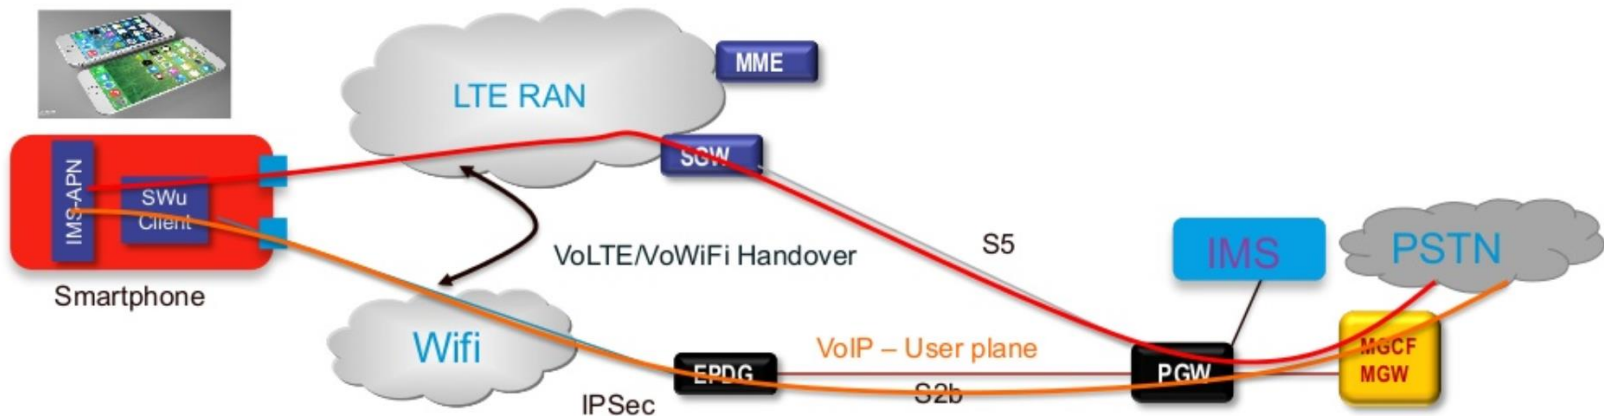 LTE RAN
MME
SGW
IMS-APN
SWu
Client
Smartphone
VoLTE/VoWiFi Handover
S5
IMS
PSTN
Wifi
IPSec
EPDG
VoIP – User plane
S2b
PGW
MGCF
MGW